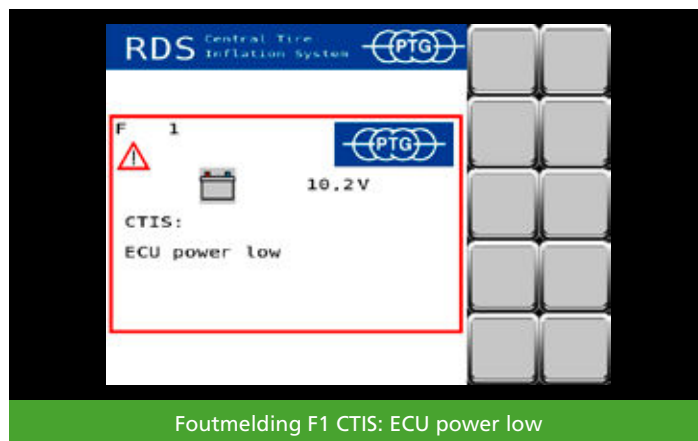 RDS Central Tire
Inflation System
PTG
F 1
PTG
10.2V
CTIS:
ECU power low
Foutmelding F1 CTIS: ECU power low